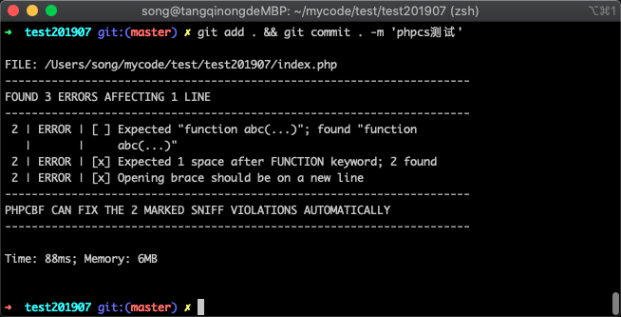 song@tangqinongdeMBP: ~/mycode/test/test201907 (zsh)
⌥⌘1
➜  test201907 git:(master) ✗ git add . && git commit . -m 'phpcs测试'
FILE: /Users/song/mycode/test/test201907/index.php
----------------------------------------------------------------------
FOUND 3 ERRORS AFFECTING 1 LINE
----------------------------------------------------------------------
 2 | ERROR | [ ] Expected "function abc(...)"; found "function
   |       |     abc(...)"
 2 | ERROR | [x] Expected 1 space after FUNCTION keyword; 2 found
 2 | ERROR | [x] Opening brace should be on a new line
----------------------------------------------------------------------
PHPCBF CAN FIX THE 2 MARKED SNIFF VIOLATIONS AUTOMATICALLY
----------------------------------------------------------------------
Time: 88ms; Memory: 6MB
➜  test201907 git:(master) ✗